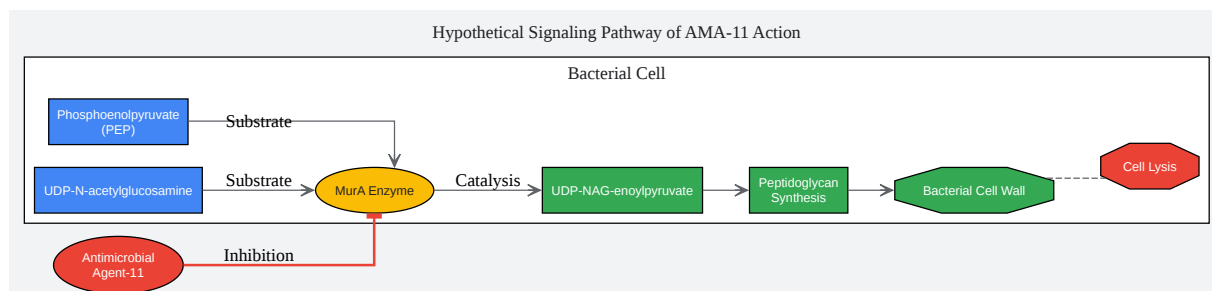 Hypothetical Signaling Pathway of AMA-11 Action
Bacterial Cell
Phosphoenolpyruvate
(PEP)
Substrate
UDP-N-acetylglucosamine
Substrate
MurA Enzyme
Catalysis
UDP-NAG-enoylpyruvate
Peptidoglycan
Synthesis
Bacterial Cell Wall
Cell Lysis
Antimicrobial
Agent-11
Inhibition